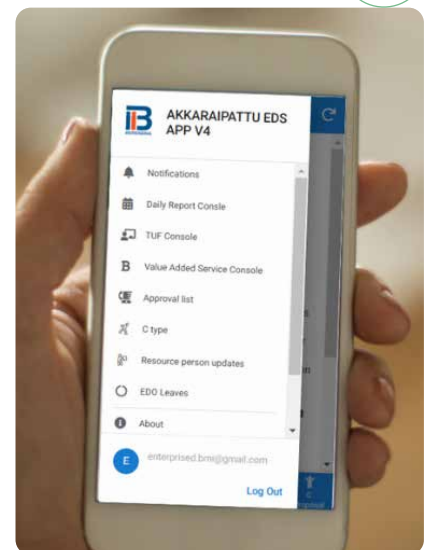 AKKARAIPATTU EDS
APP V4
Notifications
Daily Report Consle
TUF Console
B Value Added Service Console
Approval list
C type
Resource person updates
EDO Leaves
About
E enterprised.bmi@gmail.com
Log Out